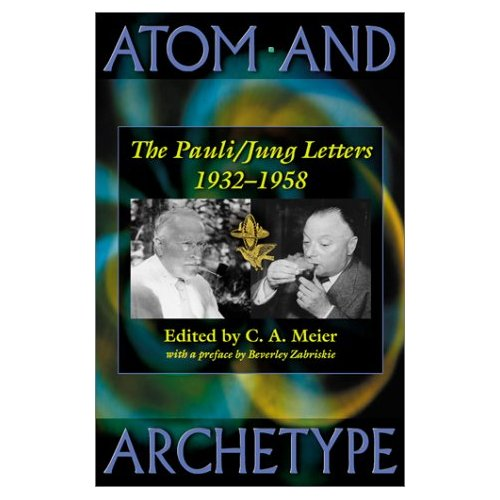 ATOM · AND
The Pauli/Jung Letters
1932–1958
Edited by C. A. Meier
with a preface by Beverley Zabriskie
ARCHETYPE